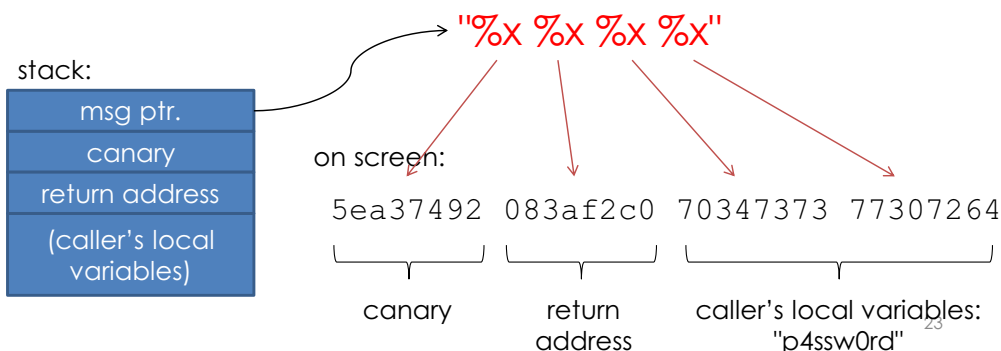 "%x %x %x %x"
stack:
msg ptr.
canary
return address
(caller's local
variables)
on screen:
5ea37492 083af2c0 70347373 77307264
canary
return
address
caller's local variables:
"p4ssw0rd"
23